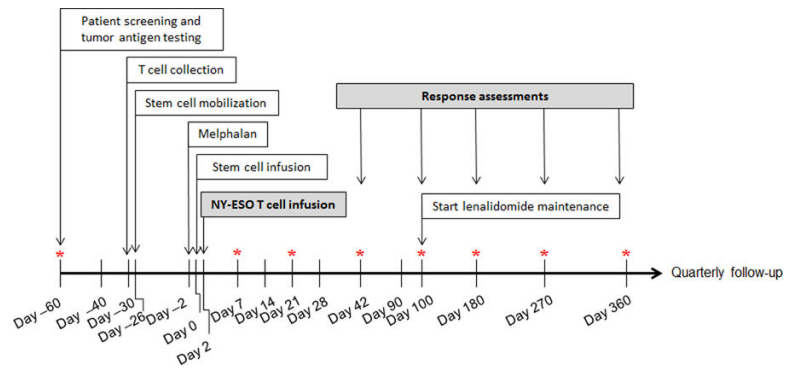 Patient screening and
tumor antigen testing
T cell collection
Stem cell mobilization
Response assessments
Melphalan
Stem cell infusion
NY-ESO T cell infusion
Start lenalidomide maintenance
* * * * * * * *
Quarterly follow-up
Day –60
Day –40
Day –30
Day –26
Day –2
Day 0
Day 2
Day 7
Day 14
Day 21
Day 28
Day 42
Day 90
Day 100
Day 180
Day 270
Day 360